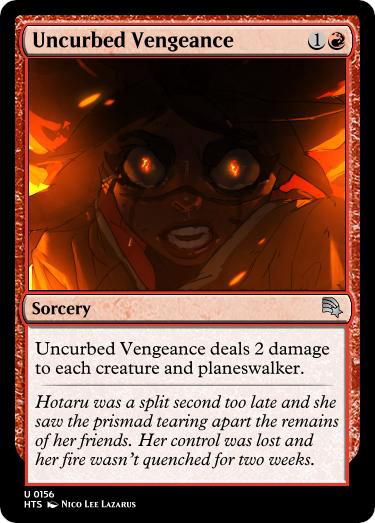 Uncurbed Vengeance 1
Sorcery
Uncurbed Vengeance deals 2 damage
to each creature and planeswalker.
Hotaru was a split second too late and she
saw the prismad tearing apart the remains
of her friends. Her control was lost and
her fire wasn't quenched for two weeks.
U 0156
HTS Nico Lee Lazarus